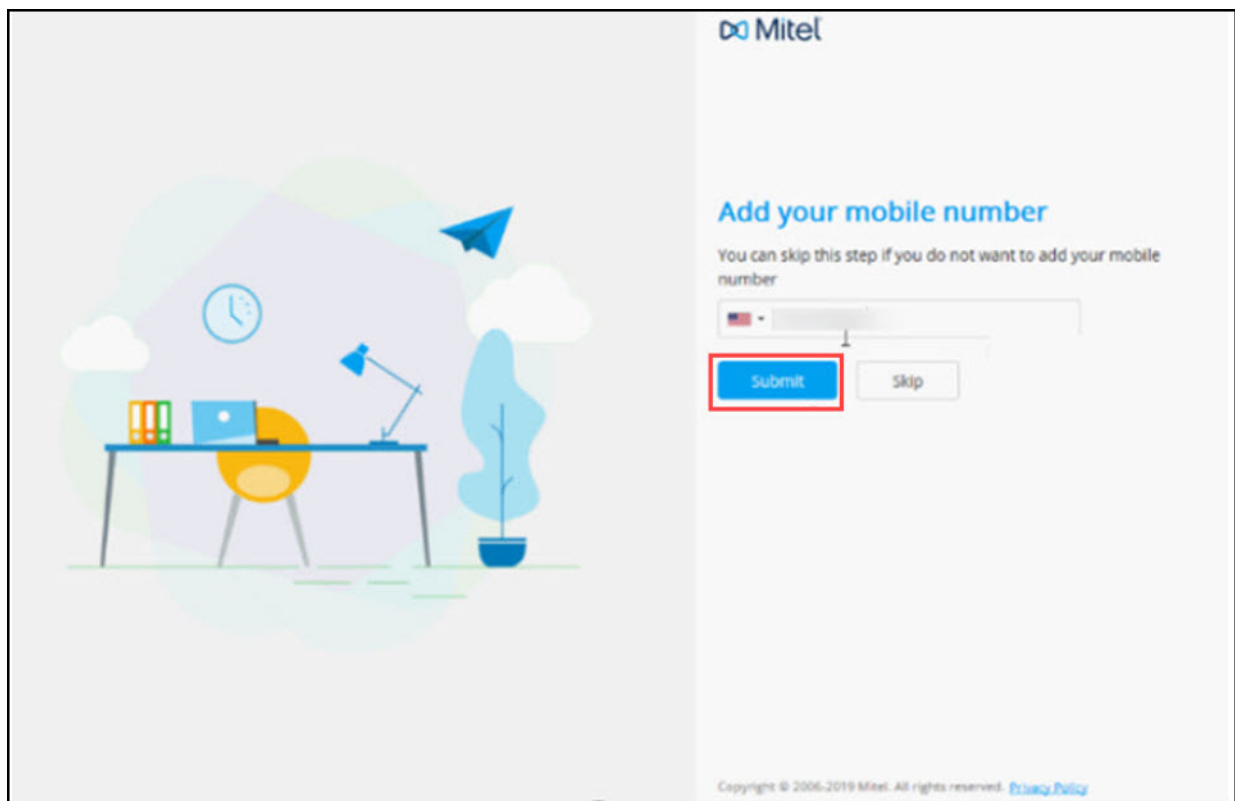 Mitel
Add your mobile number
You can skip this step if you do not want to add your mobile
number
Submit
Skip
Copyright © 2006-2019 Mitel. All rights reserved. Privacy Policy